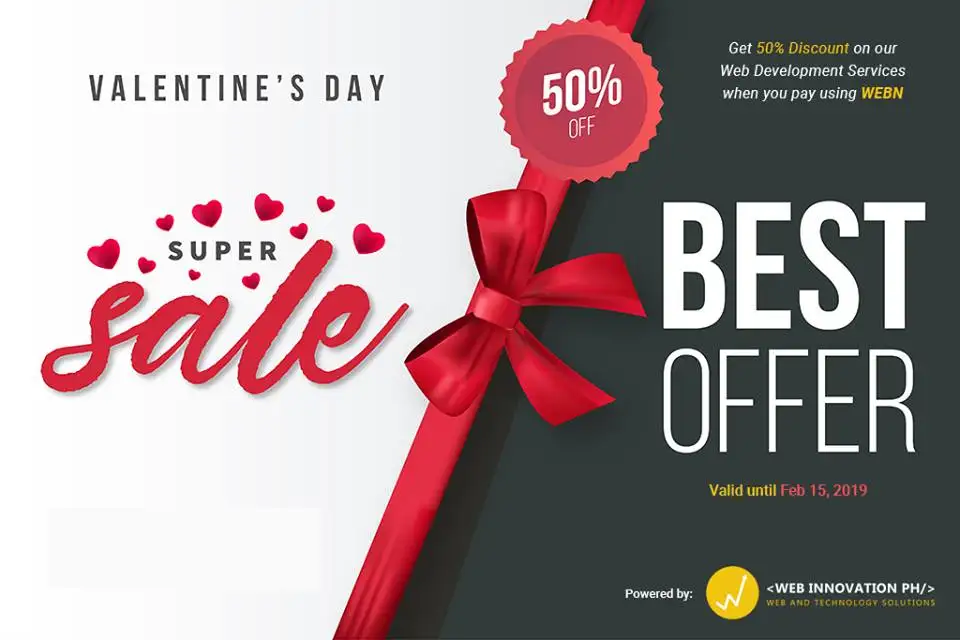 VALENTINE'S DAY
SUPER
sale
50%
OFF
Get 50% Discount on our
Web Development Services
when you pay using WEBN
BEST
OFFER
Valid until Feb 15, 2019
Powered by:
<WEB INNOVATION PH/>
WEB AND TECHNOLOGY SOLUTIONS